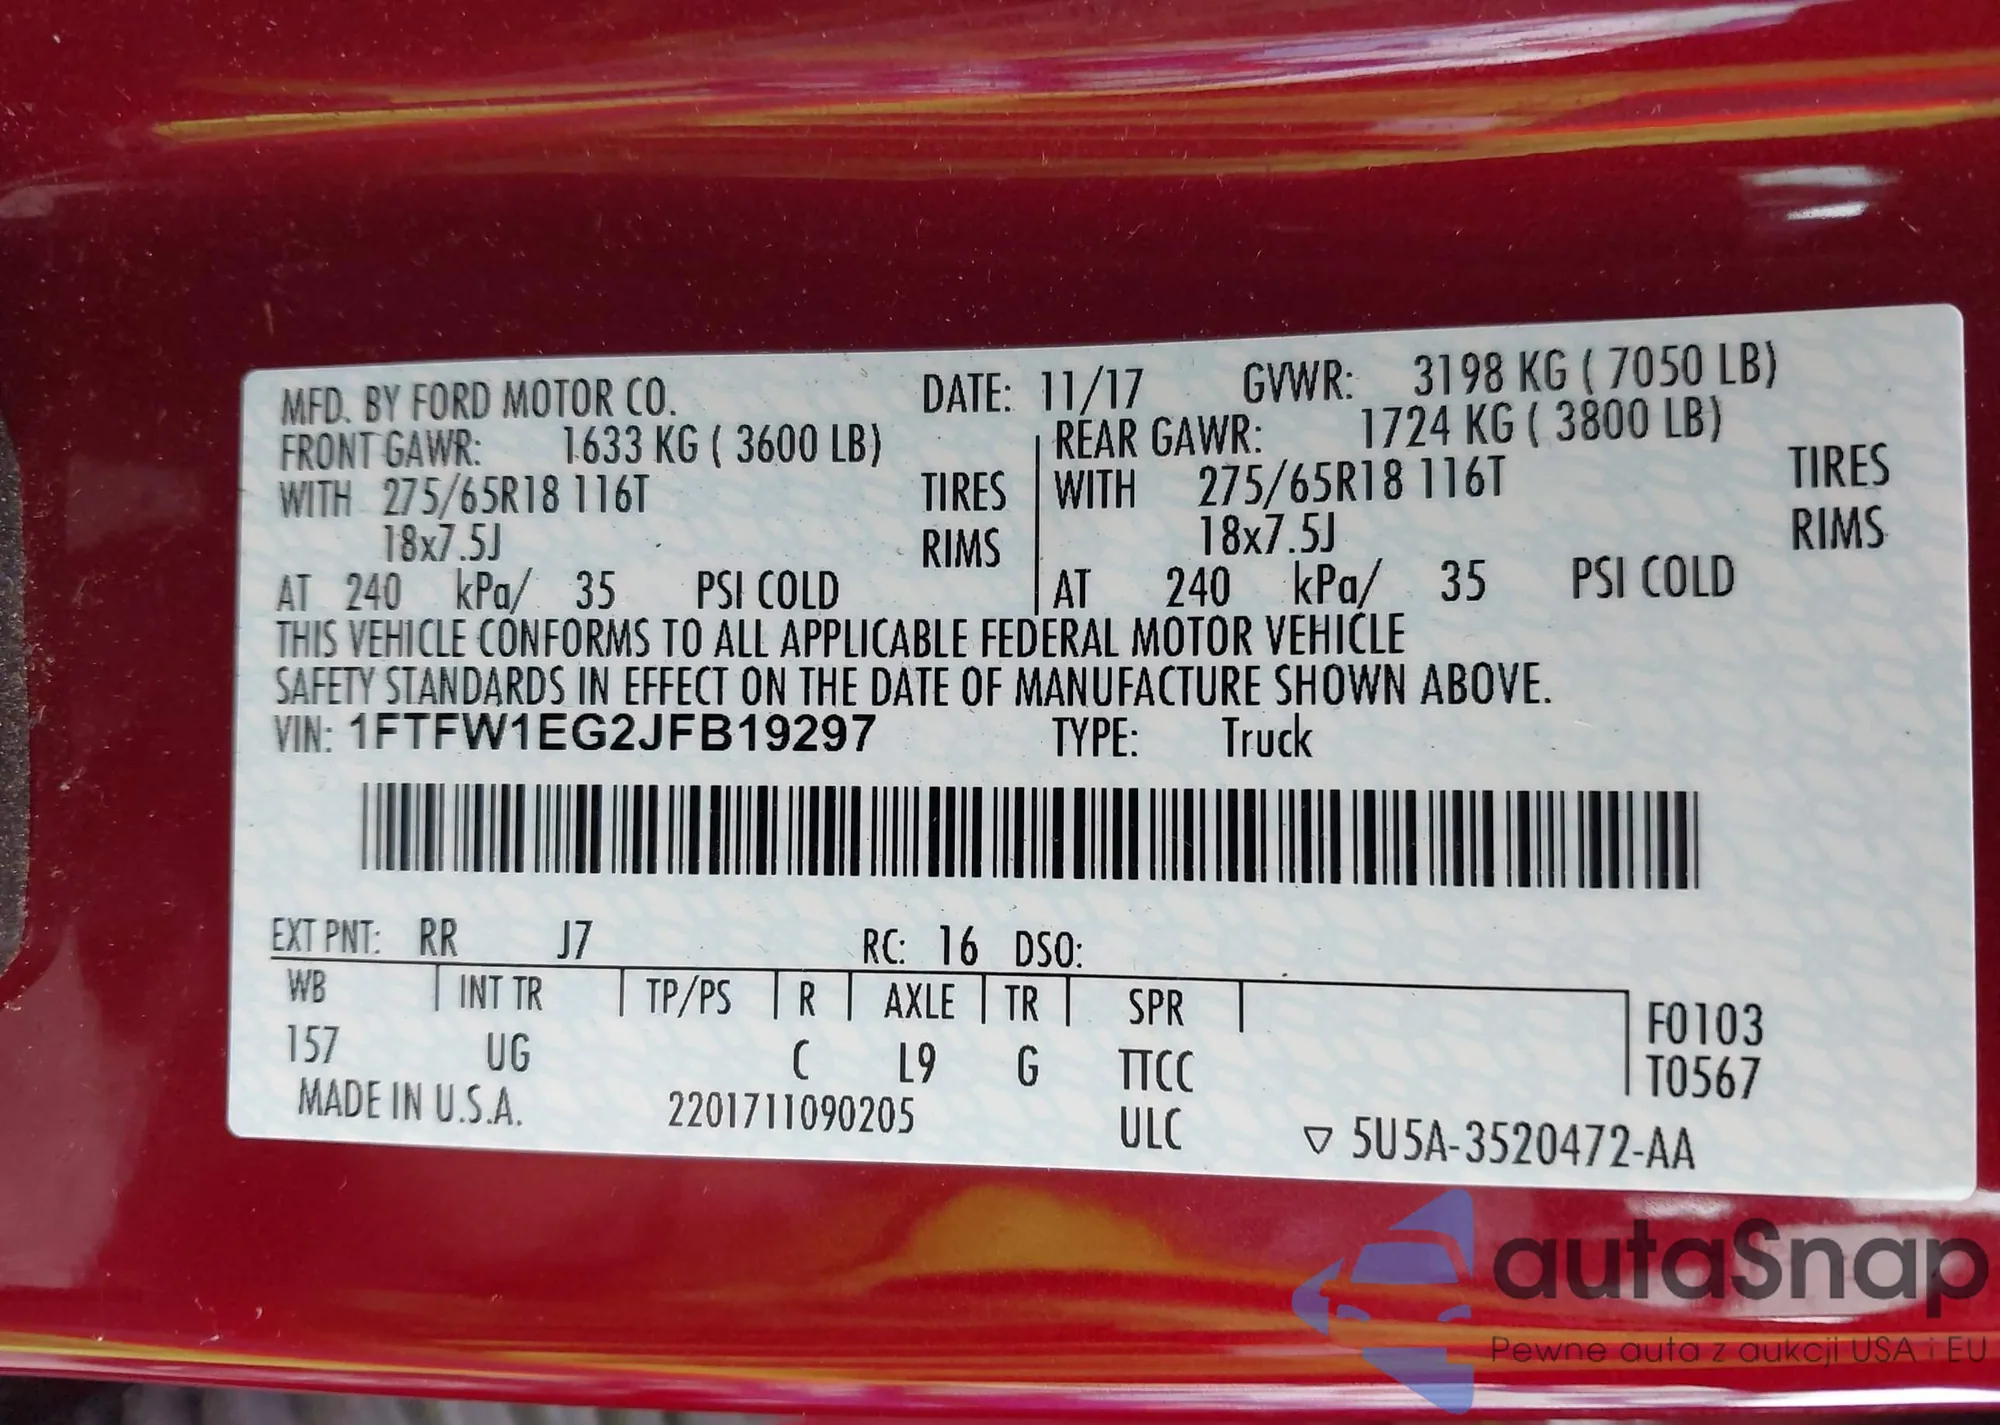 MFD. BY FORD MOTOR CO. DATE: 11/17 GVWR: 3198 KG ( 7050 LB)
FRONT GAWR: 1633 KG ( 3600 LB) REAR GAWR: 1724 KG ( 3800 LB)
WITH 275/65R18 116T TIRES WITH 275/65R18 116T TIRES
18x7.5J RIMS 18x7.5J RIMS
AT 240 kPa/ 35 PSI COLD AT 240 kPa/ 35 PSI COLD
THIS VEHICLE CONFORMS TO ALL APPLICABLE FEDERAL MOTOR VEHICLE
SAFETY STANDARDS IN EFFECT ON THE DATE OF MANUFACTURE SHOWN ABOVE.
VIN: 1FTFW1EG2JFB19297 TYPE: Truck
EXT PNT: RR J7 RC: 16 DSO:
WB INT TR TP/PS R AXLE TR SPR F0103
157 UG C L9 G TTCC T0567
MADE IN U.S.A. 2201711090205 ULC ▽ 5U5A-3520472-AA
autaSnap
Pewne auta z aukcji USA i EU